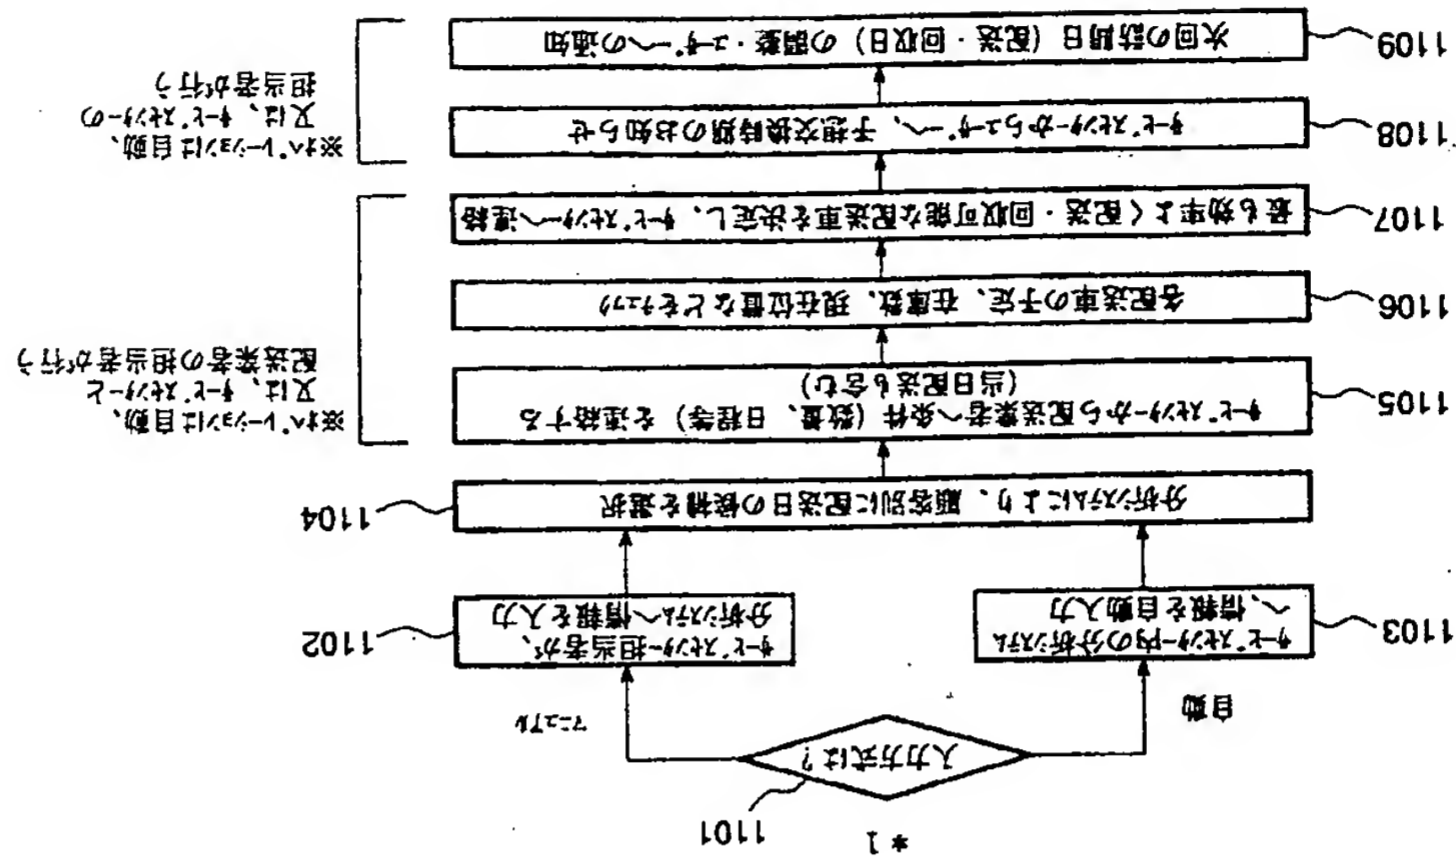 *1
1101
入力方式は?
自動
マニュアル
1103
サービスセンター内の分析システム
へ、情報を自動入力
サービスセンター担当者が、
分析システムへ情報を入力
1102
分析システムにより、顧客別に配送日の候補を選択
1104
1105
サービスセンターから配送業者へ条件(数量、日程等)を連絡する
(当日配送も含む)
※オペレーションは自動、
又は、サービスセンターと
配送業者の担当者が行う
1106
各配送車の予定、在庫数、現在位置などをチェック
1107
最も効率よく配送・回収可能な配送車を決定し、サービスセンターへ連絡
1108
サービスセンターからユーザーへ、予想交換時期のお知らせ
※オペレーションは自動、
又は、サービスセンターの
担当者が行う
1109
次回の訪期日(配送・回収日)の調整・ユーザーへの通知